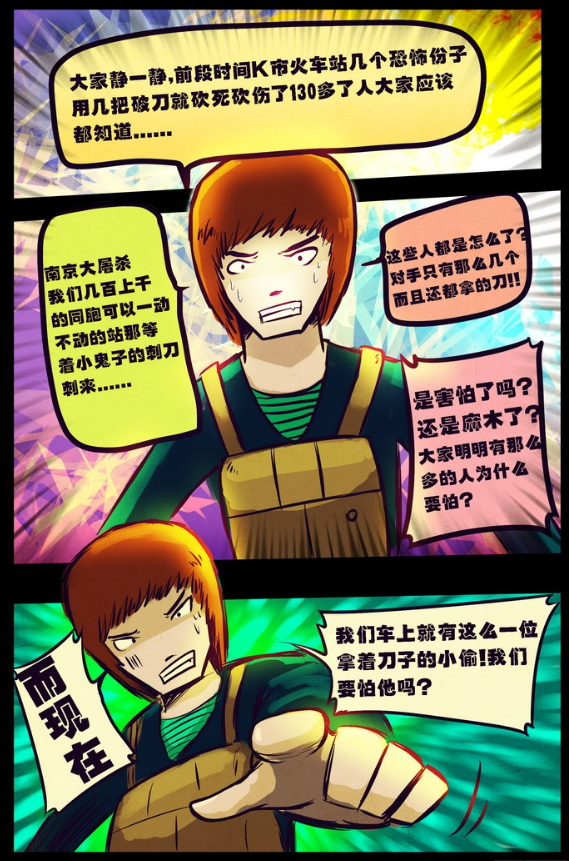 大家静一静,前段时间K市火车站几个恐怖份子
用几把破刀就砍死砍伤了130多了人大家应该
都知道……
南京大屠杀
我们几百上千
的同胞可以一动
不动的站那等
着小鬼子的刺刀
刺来……
这些人都是怎么了?
对手只有那么几个
而且还都拿的刀!!
是害怕了吗?
还是麻木了?
大家明明有那么
多的人为什么
要怕?
而现在
我们车上就有这么一位
拿着刀子的小偷!我们
要怕他吗?